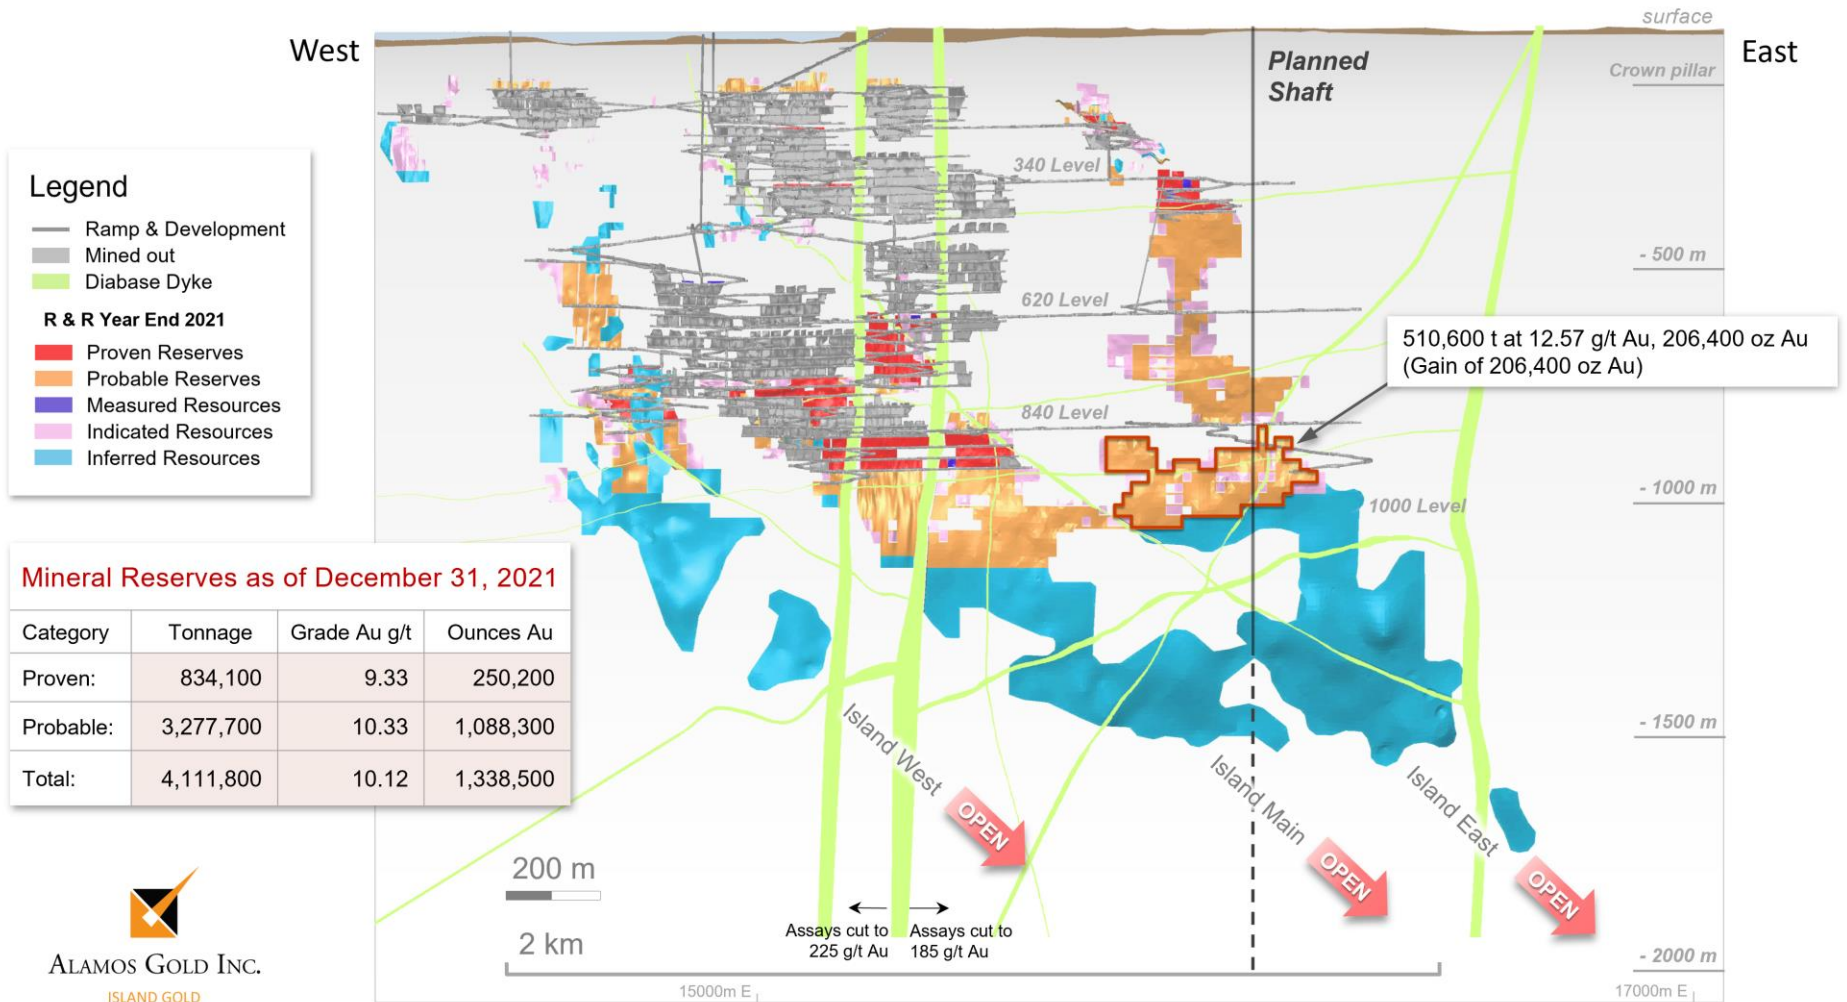 West
East
surface
Crown pillar
Planned
Shaft
340 Level
- 500 m
620 Level
840 Level
1000 Level
- 1000 m
- 1500 m
- 2000 m
Legend
Ramp & Development
Mined out
Diabase Dyke
R & R Year End 2021
Proven Reserves
Probable Reserves
Measured Resources
Indicated Resources
Inferred Resources
510,600 t at 12.57 g/t Au, 206,400 oz Au
(Gain of 206,400 oz Au)
Mineral Reserves as of December 31, 2021
Category Tonnage Grade Au g/t Ounces Au
Proven: 834,100 9.33 250,200
Probable: 3,277,700 10.33 1,088,300
Total: 4,111,800 10.12 1,338,500
Island West
OPEN
Island Main
OPEN
Island East
OPEN
200 m
2 km
Assays cut to
225 g/t Au
Assays cut to
185 g/t Au
15000m E
17000m E
ALAMOS GOLD INC.
ISLAND GOLD